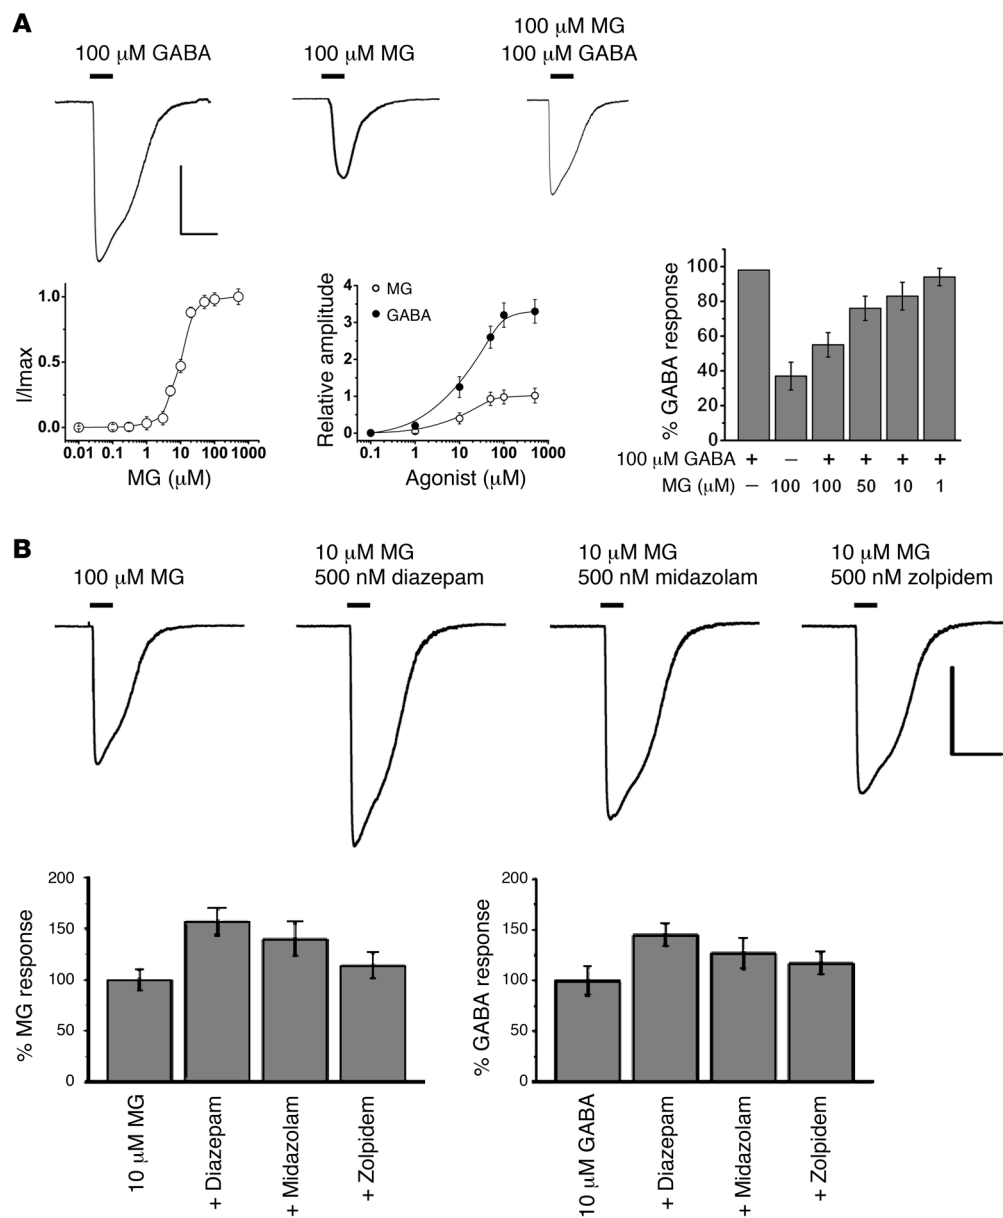 A
100 μM GABA
100 μM MG
100 μM MG
100 μM GABA
I/Imax
1.0
0.5
0.0
0.01 0.1 1 10 100 1000
MG (μM)
Relative amplitude
4
3
2
1
0
MG
GABA
0.1 1 10 100 1000
Agonist (μM)
% GABA response
100
80
60
40
20
0
100 μM GABA + – + + + +
MG (μM) – 100 100 50 10 1
B
100 μM MG
10 μM MG
500 nM diazepam
10 μM MG
500 nM midazolam
10 μM MG
500 nM zolpidem
% MG response
200
150
100
50
0
10 μM MG
+ Diazepam
+ Midazolam
+ Zolpidem
% GABA response
200
150
100
50
0
10 μM GABA
+ Diazepam
+ Midazolam
+ Zolpidem